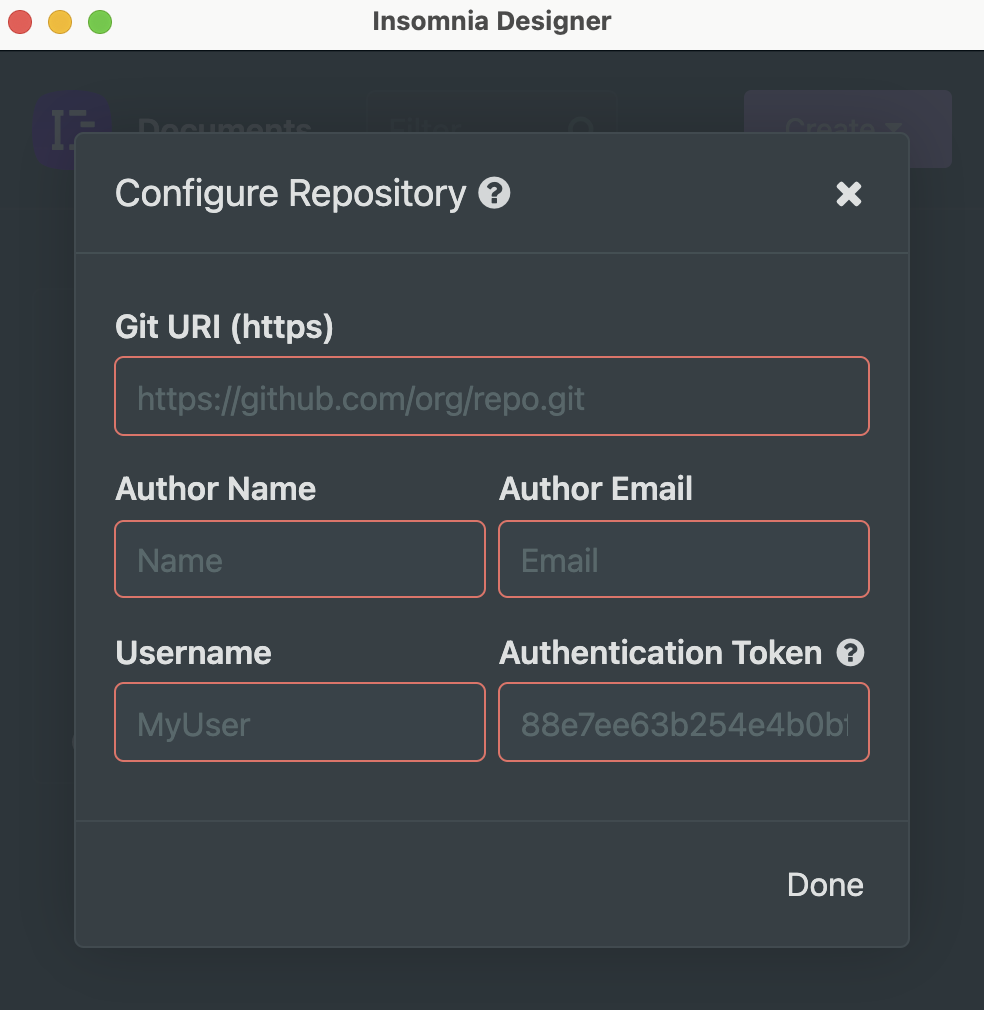 Insomnia Designer
Documents
Filter
Create
Configure Repository ?
Git URI (https)
https://github.com/org/repo.git
Author Name Author Email
Name Email
Username Authentication Token ?
MyUser 88e7ee63b254e4b0b
Done